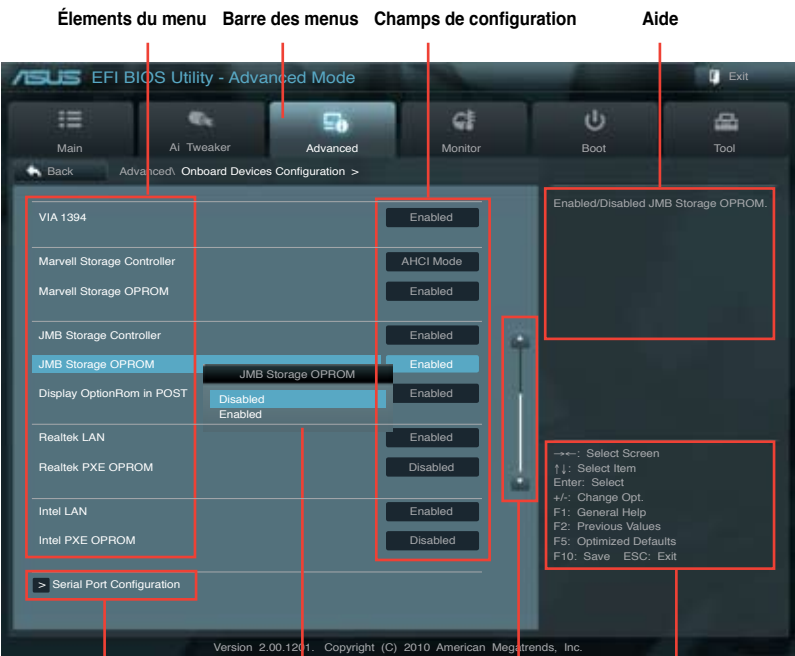 Élements du menu Barre des menus Champs de configuration Aide
ASUS EFI BIOS Utility - Advanced Mode Exit
Main Ai Tweaker Advanced Monitor Boot Tool
Back Advanced\ Onboard Devices Configuration >
Enabled/Disabled JMB Storage OPROM.
VIA 1394 Enabled
Marvell Storage Controller AHCI Mode
Marvell Storage OPROM Enabled
JMB Storage Controller Enabled
JMB Storage OPROM Enabled
JMB Storage OPROM
Disabled
Enabled
Display OptionRom in POST Enabled
Realtek LAN Enabled
Realtek PXE OPROM Disabled
Intel LAN Enabled
Intel PXE OPROM Disabled
> Serial Port Configuration
→←: Select Screen
↑↓: Select Item
Enter: Select
+/-: Change Opt.
F1: General Help
F2: Previous Values
F5: Optimized Defaults
F10: Save ESC: Exit
Version 2.00.1201. Copyright (C) 2010 American Megatrends, Inc.